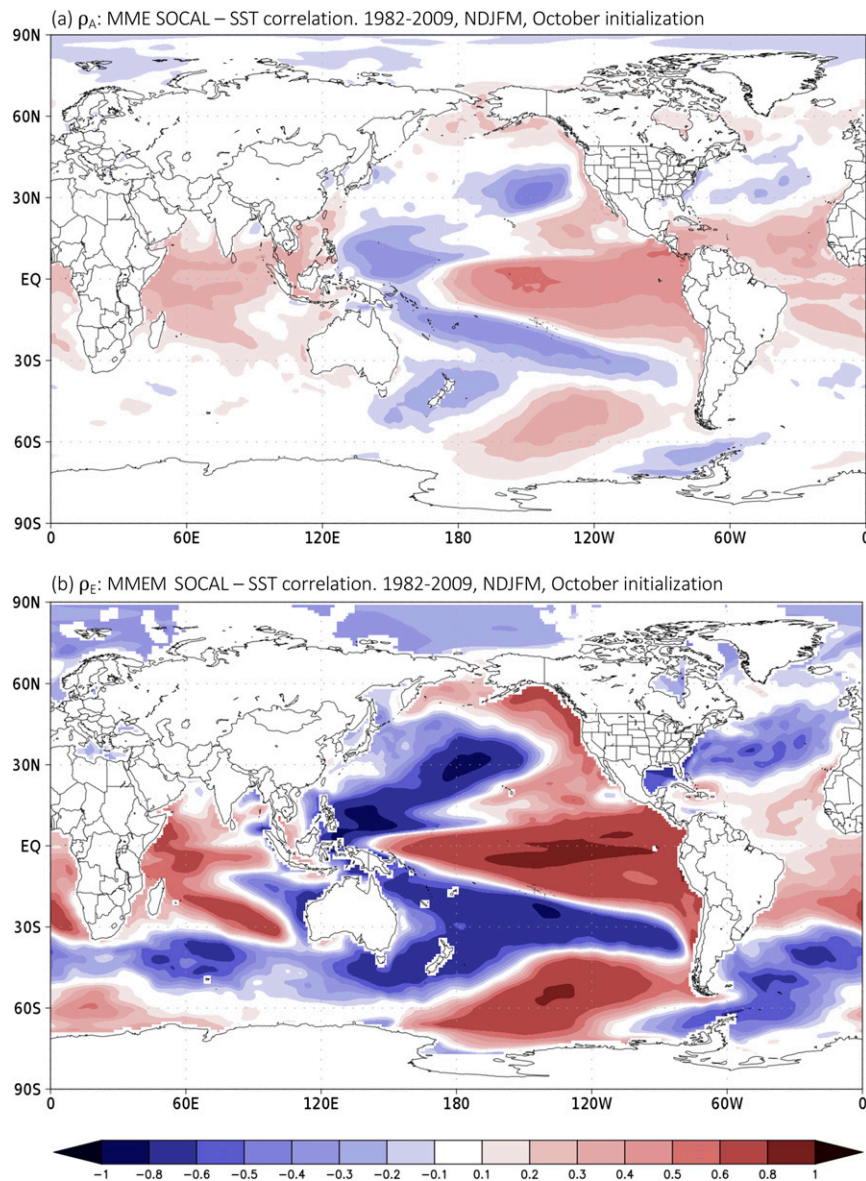 (a) ρA: MME SOCAL – SST correlation. 1982-2009, NDJFM, October initialization
90N
60N
30N
EQ
30S
60S
90S
0 60E 120E 180 120W 60W 0
(b) ρE: MMEM SOCAL – SST correlation. 1982-2009, NDJFM, October initialization
90N
60N
30N
EQ
30S
60S
90S
0 60E 120E 180 120W 60W 0
−1 −0.8 −0.6 −0.5 −0.4 −0.3 −0.2 −0.1 0.1 0.2 0.3 0.4 0.5 0.6 0.8 1